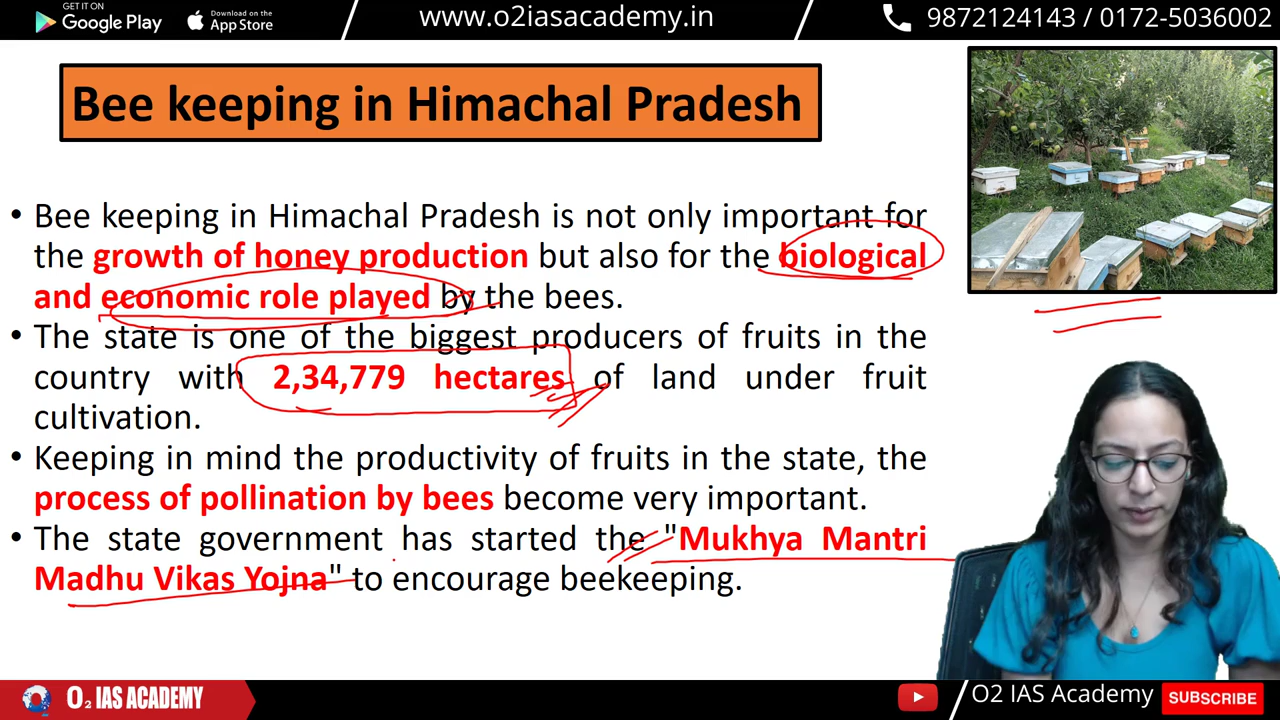 GET IT ON
Google Play
Download on the
App Store
www.o2iasacademy.in
9872124143 / 0172-5036002
Bee keeping in Himachal Pradesh
• Bee keeping in Himachal Pradesh is not only important for
the growth of honey production but also for the biological
and economic role played by the bees.
• The state is one of the biggest producers of fruits in the
country with 2,34,779 hectares of land under fruit
cultivation.
• Keeping in mind the productivity of fruits in the state, the
process of pollination by bees become very important.
• The state government has started the "Mukhya Mantri
Madhu Vikas Yojna" to encourage beekeeping.
O2 IAS ACADEMY
O2 IAS Academy
SUBSCRIBE